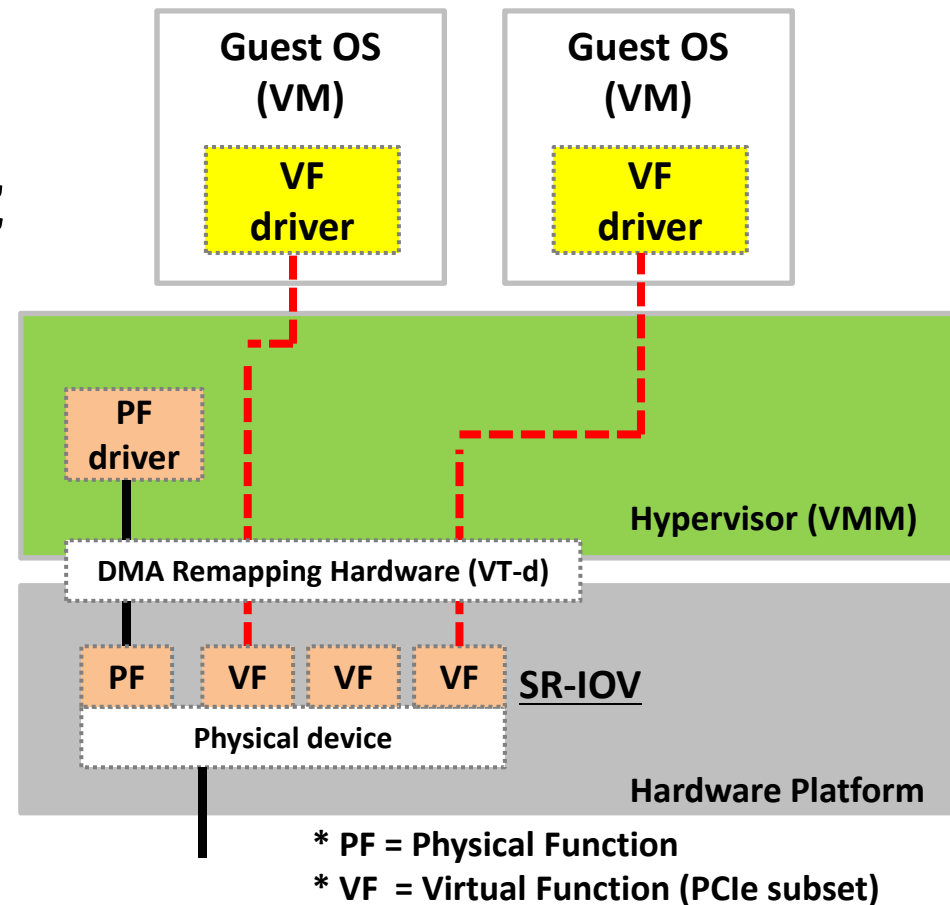 Guest OS
(VM)
Guest OS
(VM)
VF
driver
VF
driver
PF
driver
Hypervisor (VMM)
DMA Remapping Hardware (VT-d)
PF
VF
VF
VF
SR-IOV
Physical device
Hardware Platform
* PF = Physical Function
* VF = Virtual Function (PCIe subset)